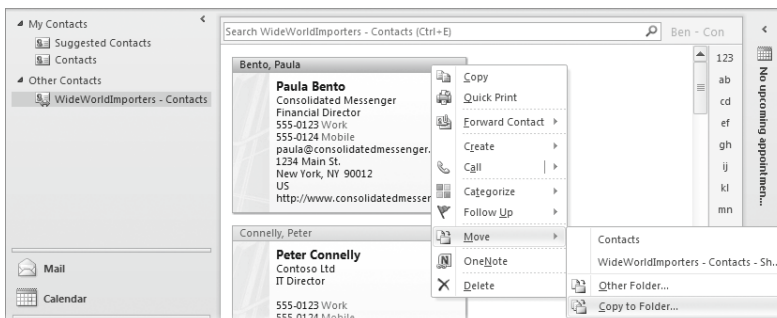 My Contacts
Suggested Contacts
Contacts
Other Contacts
WideWorldImporters - Contacts
Mail
Calendar
Search WideWorldImporters - Contacts (Ctrl+E)
Ben - Con
Bento, Paula
Paula Bento
Consolidated Messenger
Financial Director
555-0123 Work
555-0124 Mobile
paula@consolidatedmessenger.
1234 Main St.
New York, NY 90012
US
http://www.consolidatedmesser
Connelly, Peter
Peter Connelly
Contoso Ltd
IT Director
555-0123 Work
555-0124 Mobile
Copy
Quick Print
Forward Contact
Create
Call
Categorize
Follow Up
Move
OneNote
Delete
Contacts
WideWorldImporters - Contacts - Sh...
Other Folder...
Copy to Folder...
123
ab
cd
ef
gh
ij
kl
mn
No upcoming appointmen...